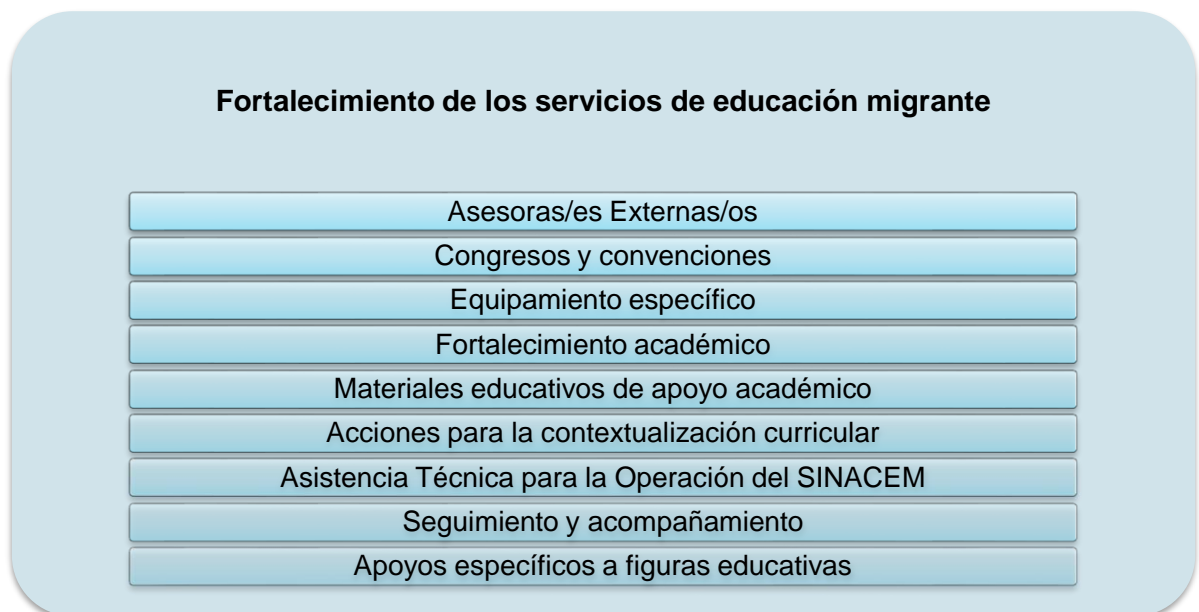 Fortalecimiento de los servicios de educación migrante
Asesoras/es Externas/os
Congresos y convenciones
Equipamiento específico
Fortalecimiento académico
Materiales educativos de apoyo académico
Acciones para la contextualización curricular
Asistencia Técnica para la Operación del SINACEM
Seguimiento y acompañamiento
Apoyos específicos a figuras educativas